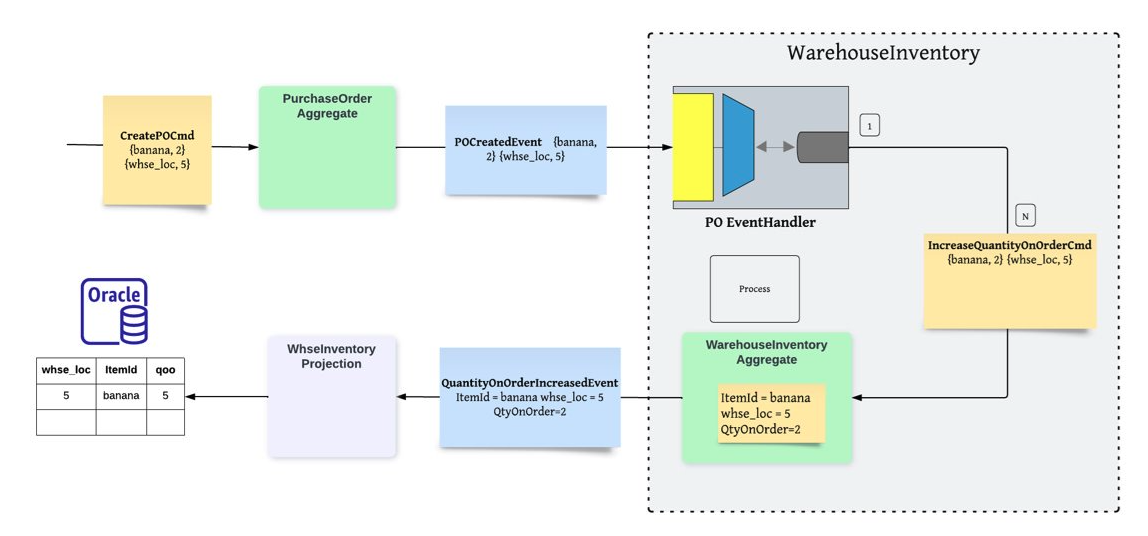 WarehouseInventory
CreatePOCmd
{banana, 2}
{whse_loc, 5}
PurchaseOrder
Aggregate
POCreatedEvent {banana,
2} {whse_loc, 5}
1
PO EventHandler
N
IncreaseQuantityOnOrderCmd
{banana, 2} {whse_loc, 5}
Process
Oracle
whse_loc ItemId qoo
5 banana 5
WhseInventory
Projection
QuantityOnOrderIncreasedEvent
ItemId = banana whse_loc = 5
QtyOnOrder=2
WarehouseInventory
Aggregate
ItemId = banana
whse_loc = 5
QtyOnOrder=2